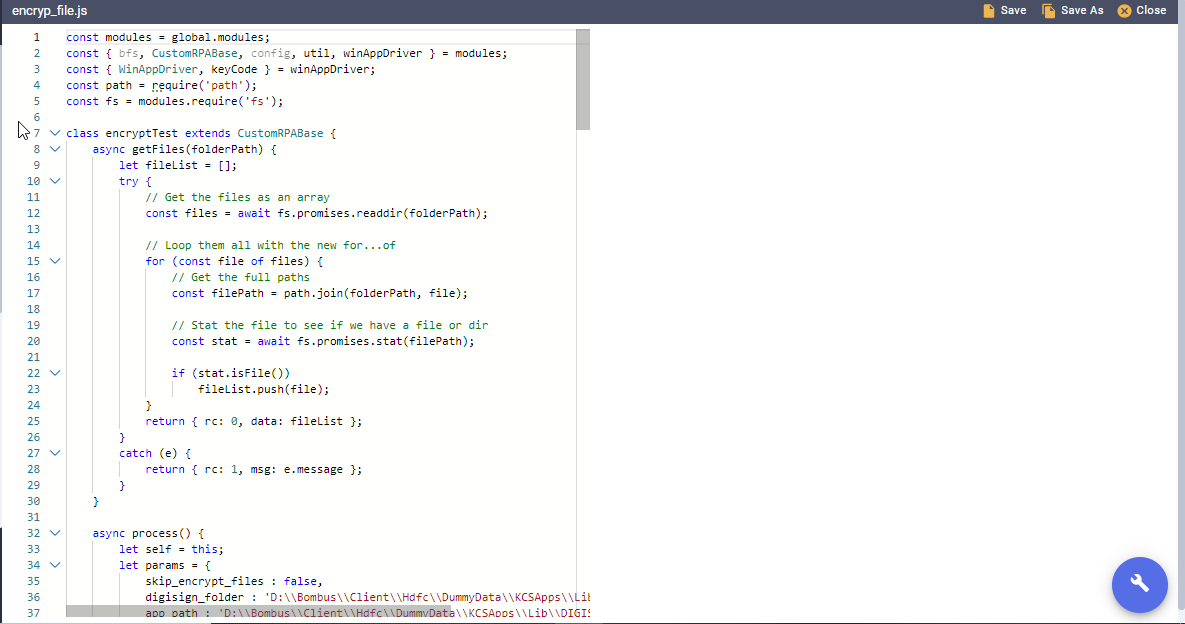 encryp_file.js Save Save As Close
1 const modules = global.modules;
2 const { bfs, CustomRPABase, config, util, winAppDriver } = modules;
3 const { WinAppDriver, keyCode } = winAppDriver;
4 const path = require('path');
5 const fs = modules.require('fs');
6
7 class encryptTest extends CustomRPABase {
8 async getFiles(folderPath) {
9 let fileList = [];
10 try {
11 // Get the files as an array
12 const files = await fs.promises.readdir(folderPath);
13
14 // Loop them all with the new for...of
15 for (const file of files) {
16 // Get the full paths
17 const filePath = path.join(folderPath, file);
18
19 // Stat the file to see if we have a file or dir
20 const stat = await fs.promises.stat(filePath);
21
22 if (stat.isFile())
23 fileList.push(file);
24 }
25 return { rc: 0, data: fileList };
26 }
27 catch (e) {
28 return { rc: 1, msg: e.message };
29 }
30 }
31
32 async process() {
33 let self = this;
34 let params = {
35 skip_encrypt_files : false,
36 digisign_folder : 'D:\\Bombus\\Client\\Hdfc\\DummyData\\KCSApps\\Lib
37 app_path : 'D:\\Bombus\\Client\\Hdfc\\DummyData\\KCSApps\\Lib\\DIGIS